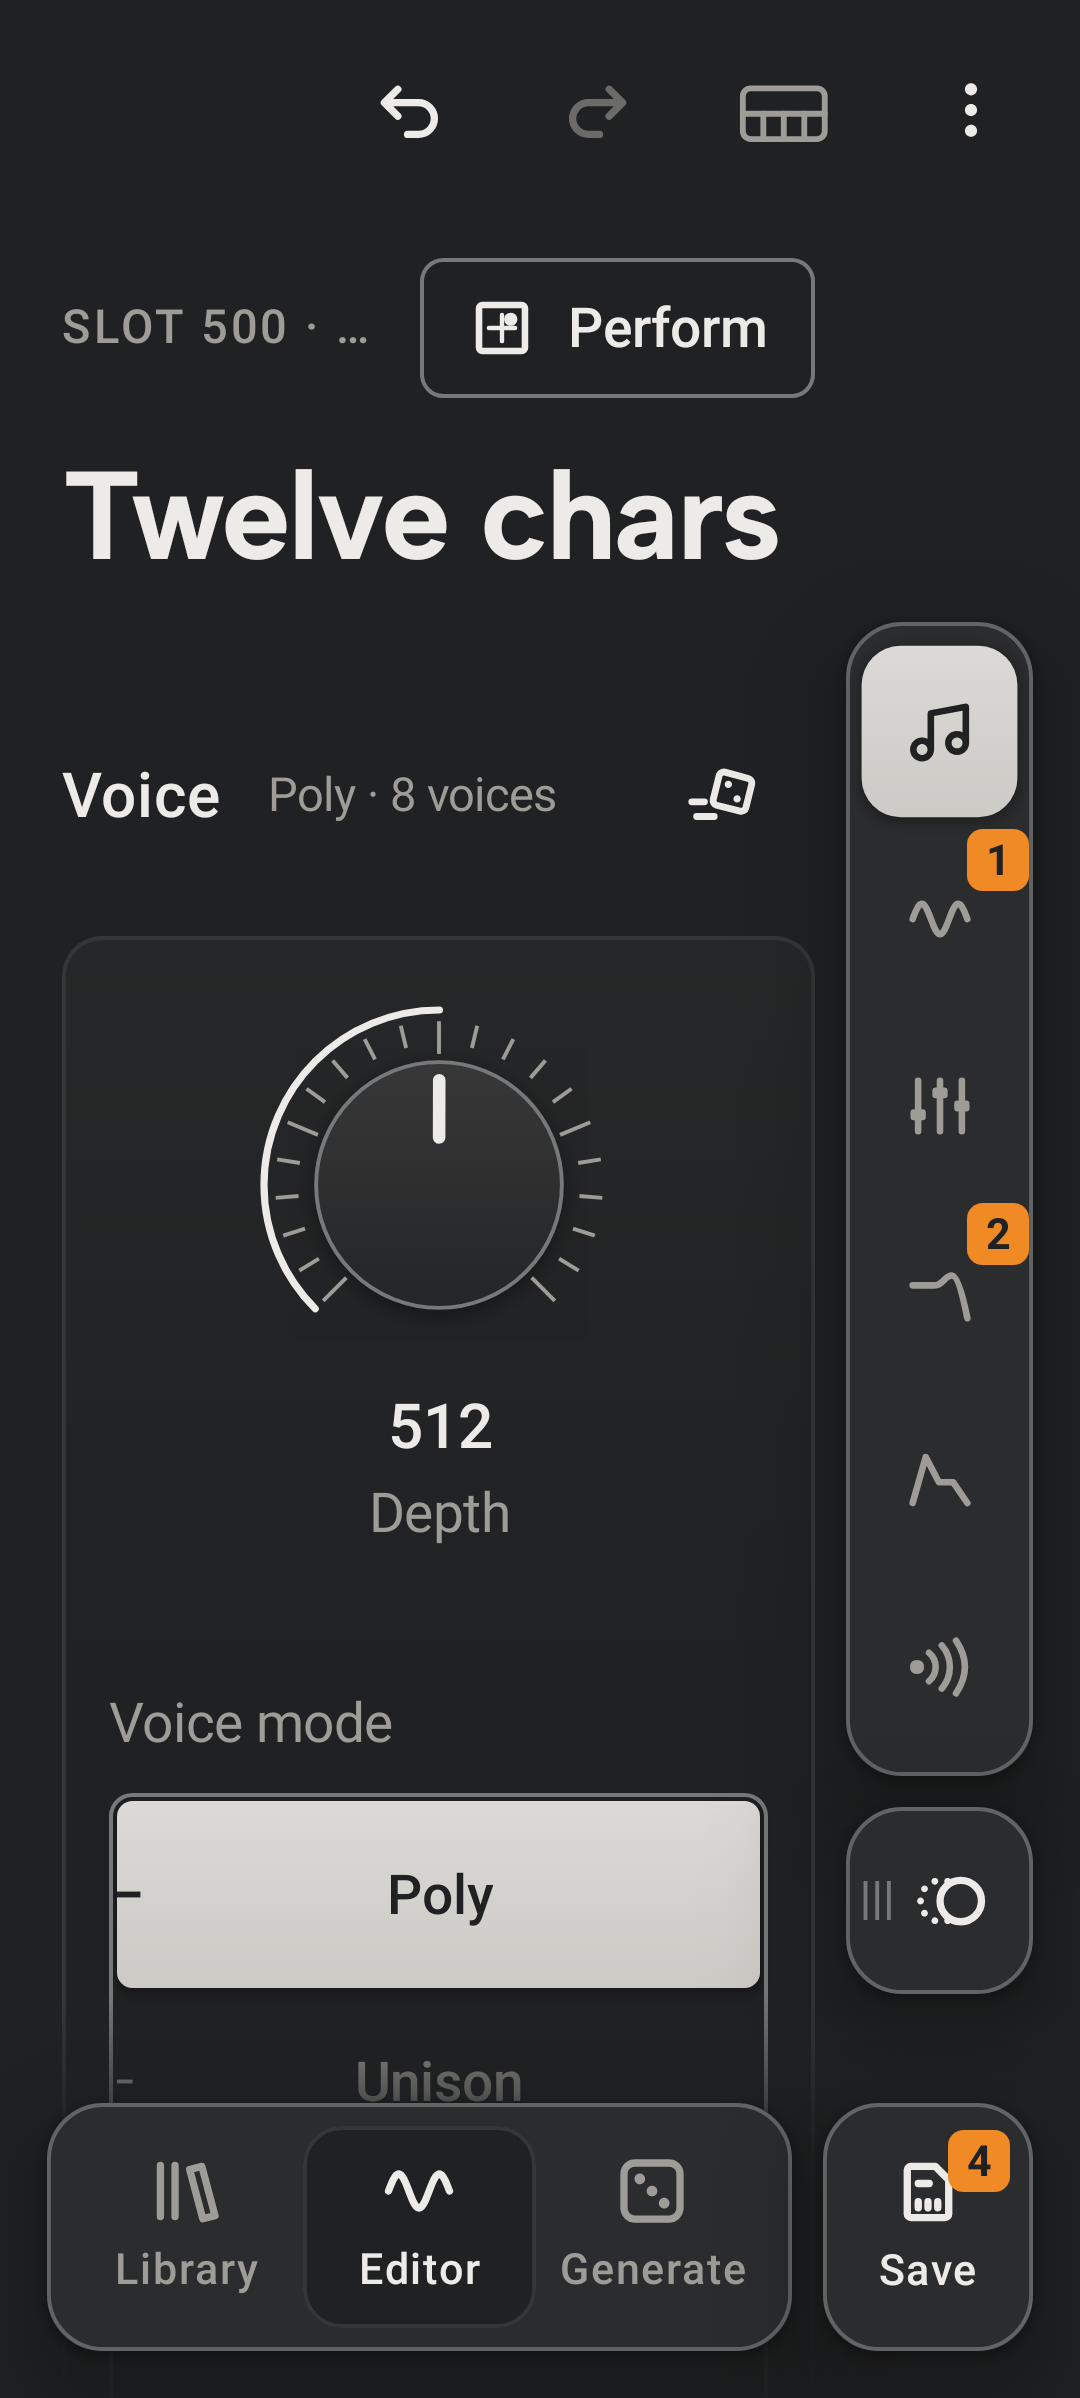 SLOT 500 · …
Perform
Twelve chars
Voice Poly · 8 voices
1
2
512
Depth
Voice mode
Poly
Unison
Library
Editor
Generate
4
Save